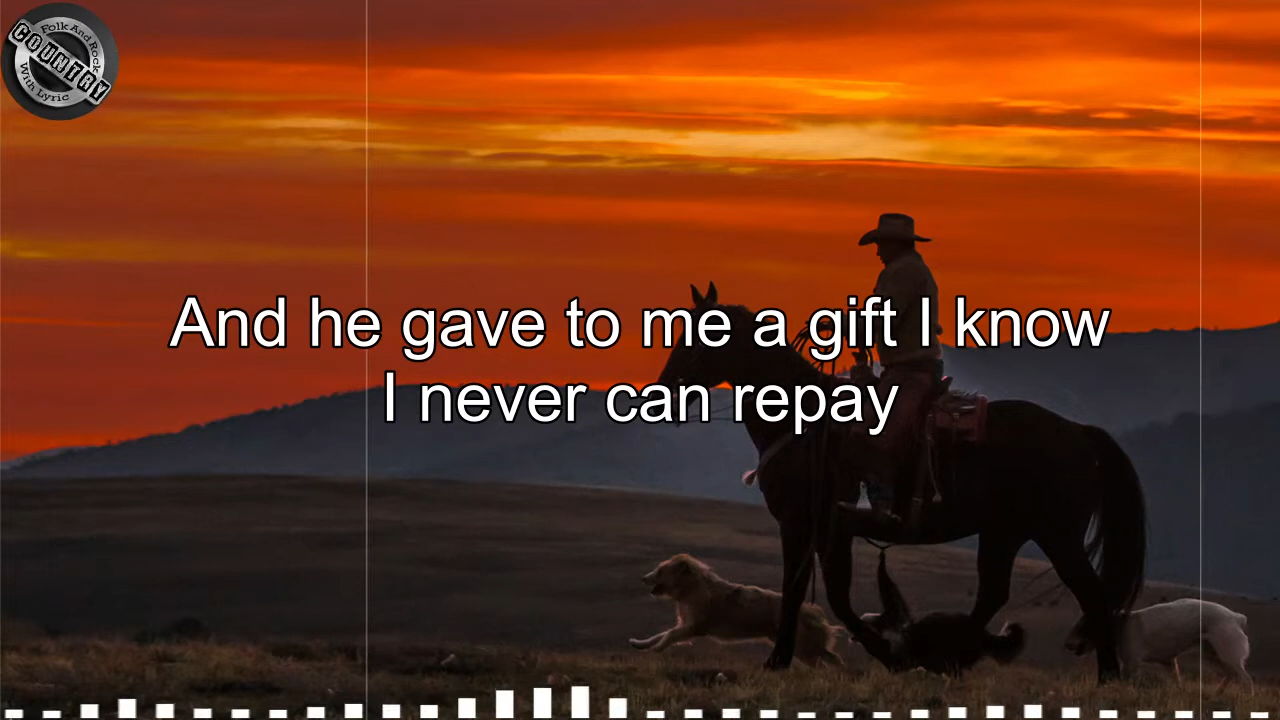 Folk And Rock
COUNTRY
With Lyric
And he gave to me a gift I know
I never can repay